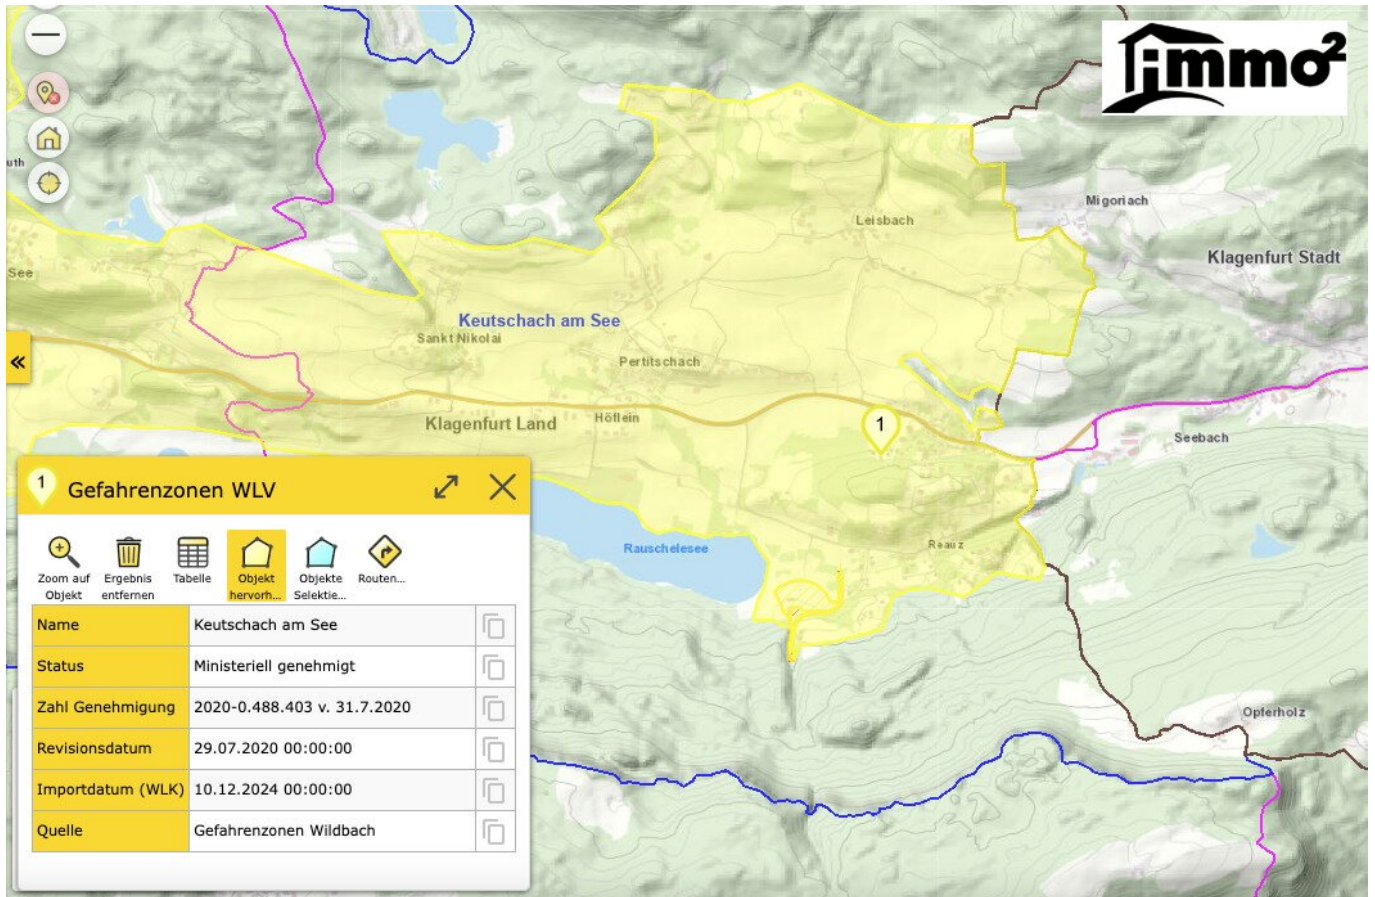 immo²
uth
Migoriach
Leisbach
Klagenfurt Stadt
See
Keutschach am See
Sankt Nikolai
Pertitschach
«
Klagenfurt Land
Höflein
1
Seebach
Rauschelesee
Reauz
Opferholz
1 Gefahrenzonen WLV
Zoom auf Objekt
Ergebnis entfernen
Tabelle
Objekt hervorh...
Objekte Selektie...
Routen...
Name Keutschach am See
Status Ministeriell genehmigt
Zahl Genehmigung 2020-0.488.403 v. 31.7.2020
Revisionsdatum 29.07.2020 00:00:00
Importdatum (WLK) 10.12.2024 00:00:00
Quelle Gefahrenzonen Wildbach